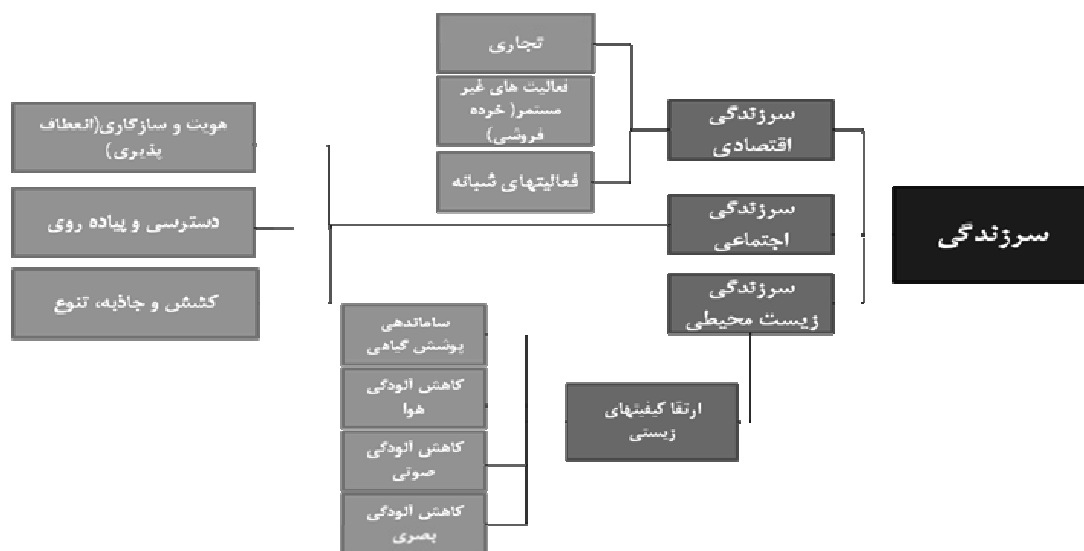 سرزندگی
سرزندگی
اقتصادی
تجاری
فعالیت های غیر
مستمر( خرده
فروشی)
فعالیتهای شبانه
سرزندگی
اجتماعی
هویت و سازگاری(انعطاف
پذیری)
دسترسی و پیاده روی
کشش و جاذبه، تنوع
سرزندگی
زیست محیطی
ارتقا کیفیتهای
زیستی
ساماندهی
پوشش گیاهی
کاهش آلودگی
هوا
کاهش آلودگی
صوتی
کاهش آلودگی
بصری